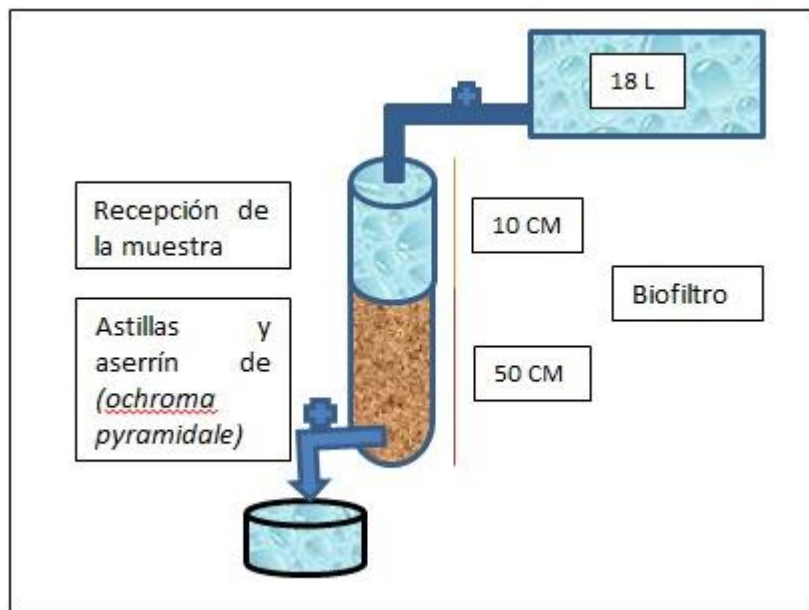 18 L
Recepción de
la muestra
10 CM
Biofiltro
Astillas y
aserrín de
(ochroma
pyramidale)
50 CM